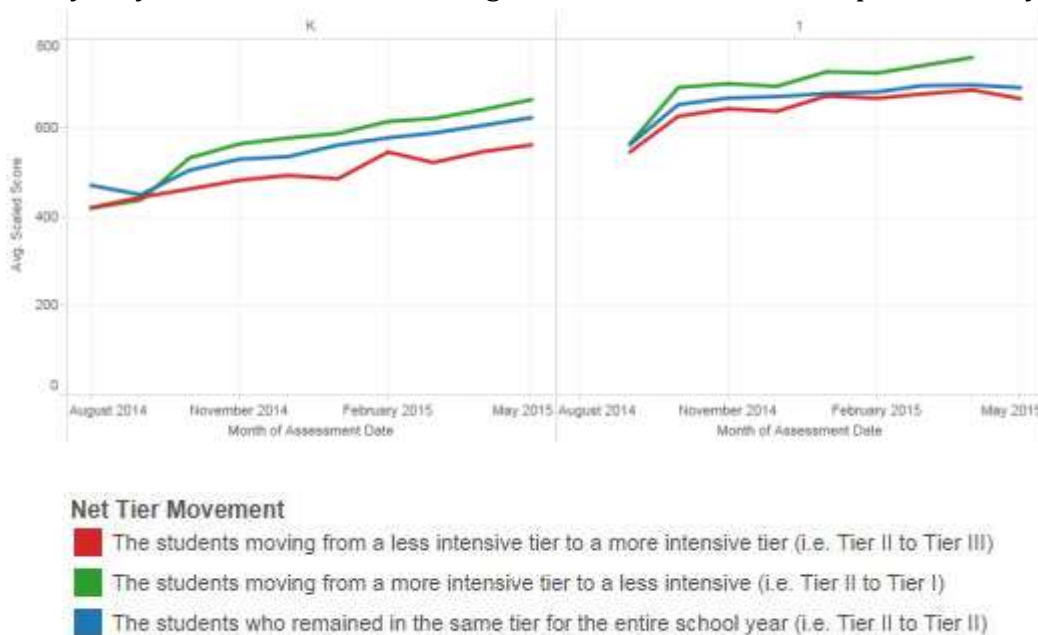 K 1
800
600
400
200
0
Avg. Scaled Score
August 2014 November 2014 February 2015 May 2015 August 2014 November 2014 February 2015 May 2015
Month of Assessment Date Month of Assessment Date
Net Tier Movement
The students moving from a less intensive tier to a more intensive tier (i.e. Tier II to Tier III)
The students moving from a more intensive tier to a less intensive (i.e. Tier II to Tier I)
The students who remained in the same tier for the entire school year (i.e. Tier II to Tier II)